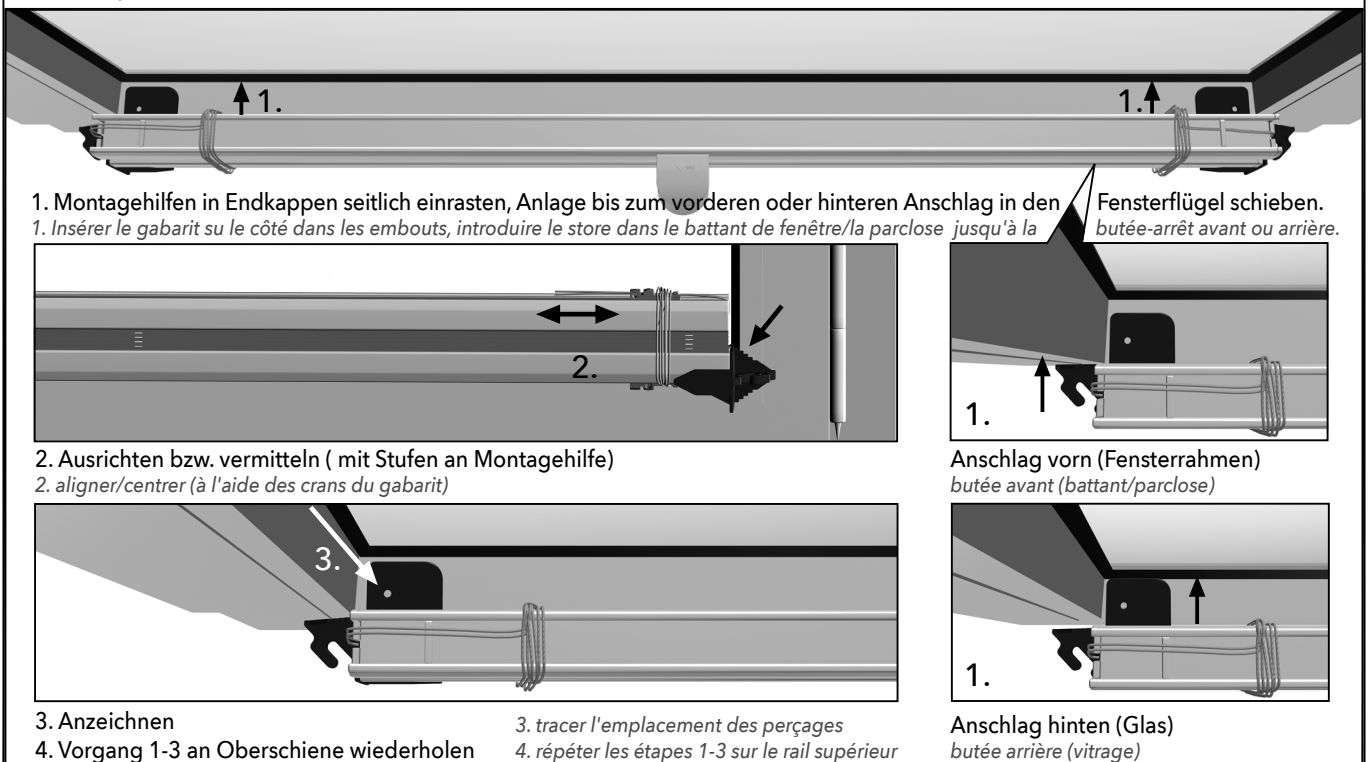 1.
1.
1. Montagehilfen in Endkappen seitlich einrasten, Anlage bis zum vorderen oder hinteren Anschlag in den Fensterflügel schieben.
1. Insérer le gabarit su le côté dans les embouts, introduire le store dans le battant de fenêtre/la parclose jusqu'à la butée-arrêt avant ou arrière.
2.
2. Ausrichten bzw. vermitteln ( mit Stufen an Montagehilfe)
2. aligner/centrer (à l'aide des crans du gabarit)
1.
Anschlag vorn (Fensterrahmen)
butée avant (battant/parclose)
3.
3. Anzeichnen
4. Vorgang 1-3 an Oberschiene wiederholen
3. tracer l'emplacement des perçages
4. répéter les étapes 1-3 sur le rail supérieur
1.
Anschlag hinten (Glas)
butée arrière (vitrage)